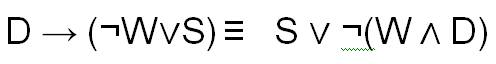 D → (¬W∨S) ≡ S ∨ ¬(W ∧ D)